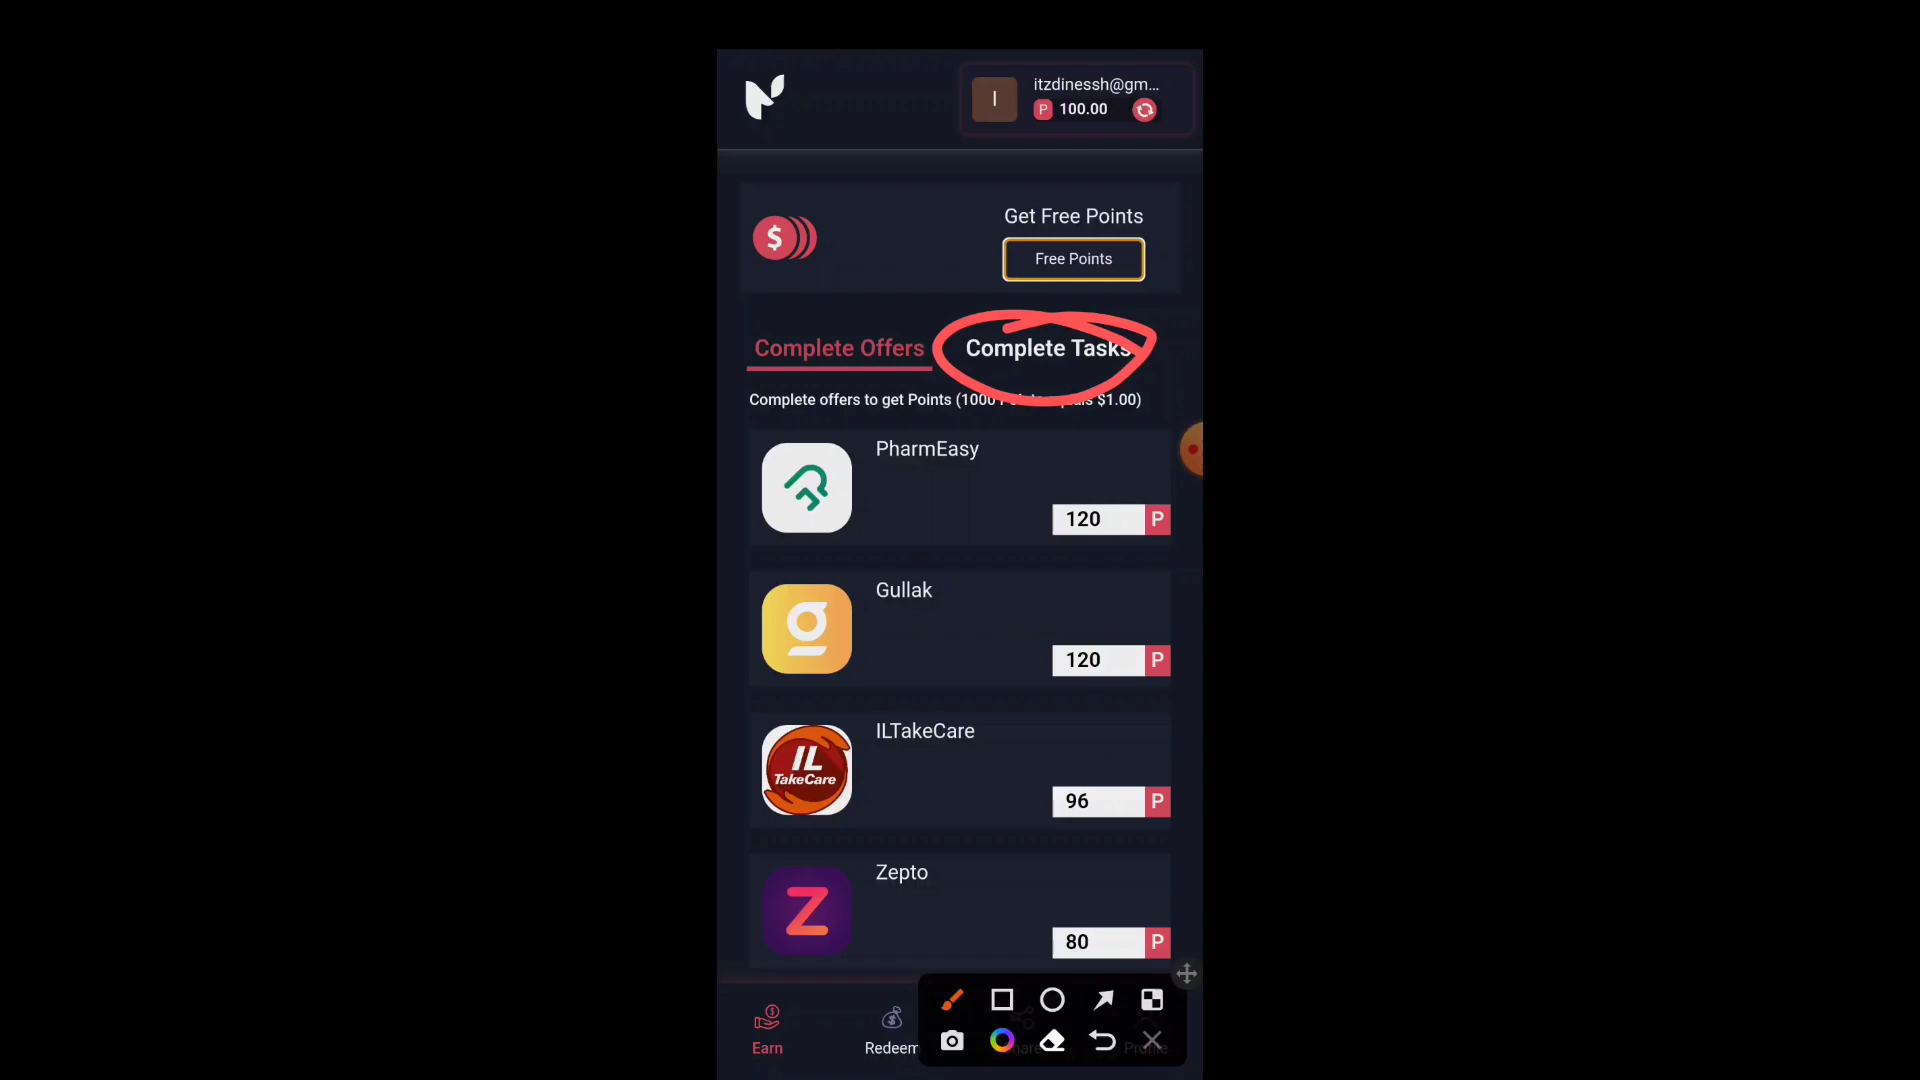 I
itzdinessh@gm...
P 100.00
Get Free Points
$
Free Points
Complete Offers
Complete Tasks
Complete offers to get Points (1000 $1.00)
PharmEasy
120 P
Gullak
g
120 P
ILTakeCare
IL
TakeCare
96 P
Zepto
Z
80 P
Earn
Redeem
Profile